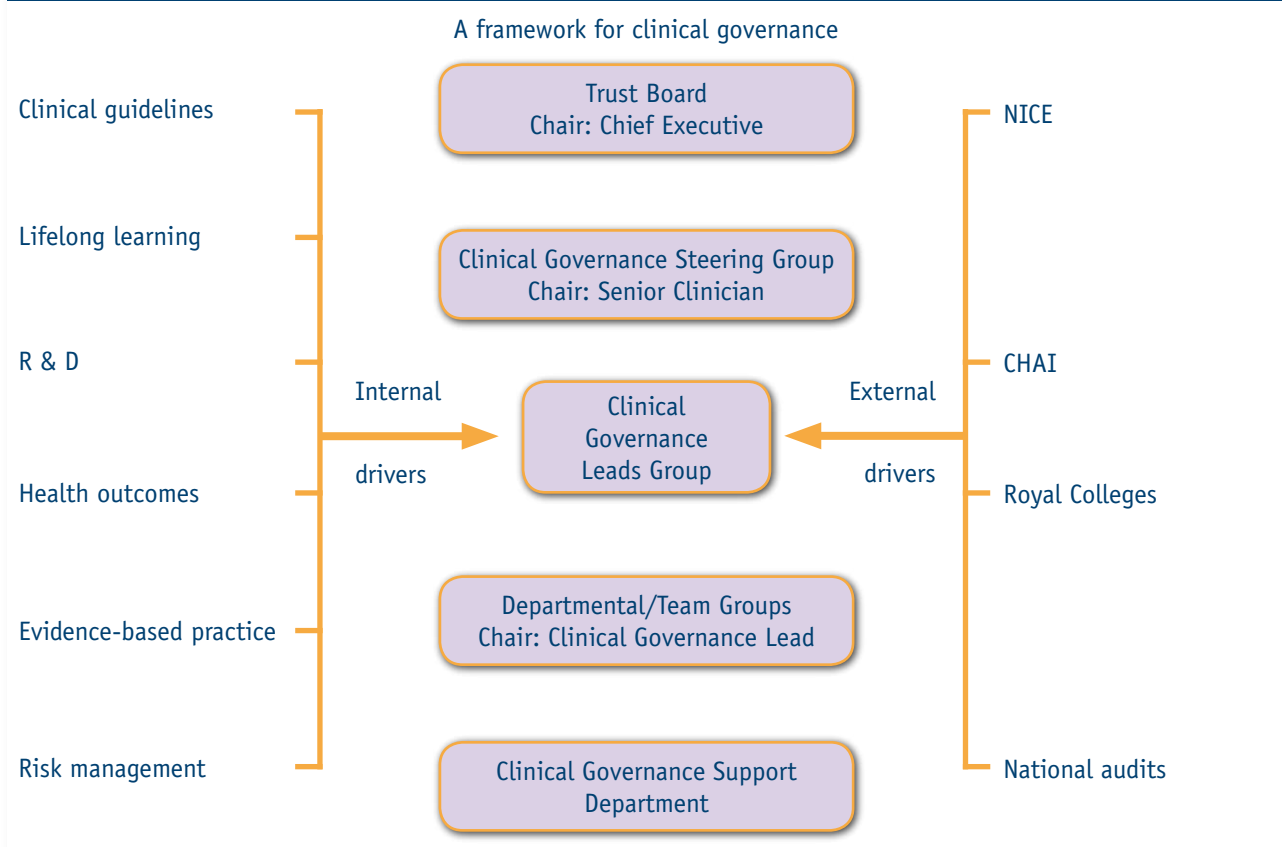 A framework for clinical governance
Clinical guidelines
Lifelong learning
R & D
Health outcomes
Evidence-based practice
Risk management
Internal
drivers
Trust Board
Chair: Chief Executive
Clinical Governance Steering Group
Chair: Senior Clinician
Clinical
Governance
Leads Group
Departmental/Team Groups
Chair: Clinical Governance Lead
Clinical Governance Support
Department
External
drivers
NICE
CHAI
Royal Colleges
National audits